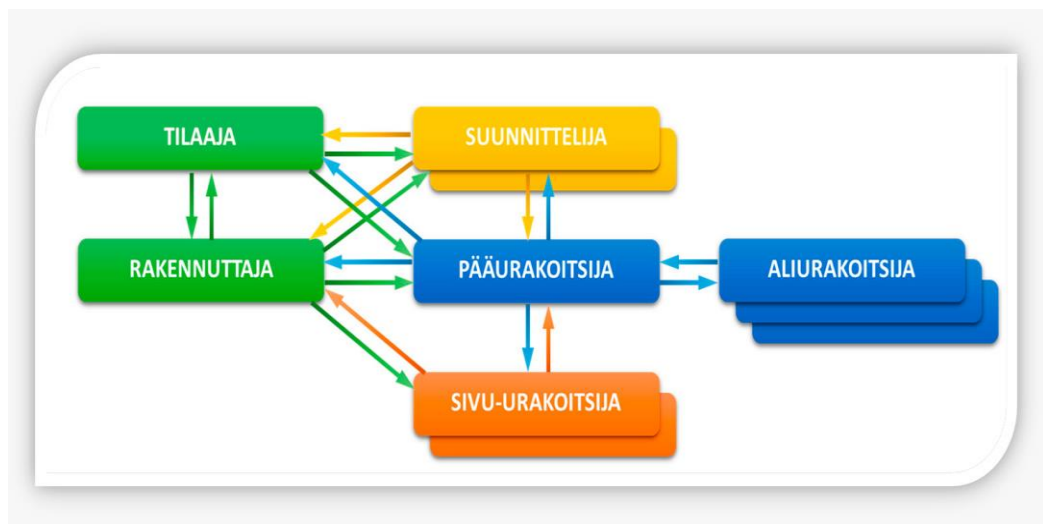 TILAAJA
SUUNNITTELIJA
RAKENNUTTAJA
PÄÄURAKOITSIJA
ALIURAKOITSIJA
SIVU-URAKOITSIJA